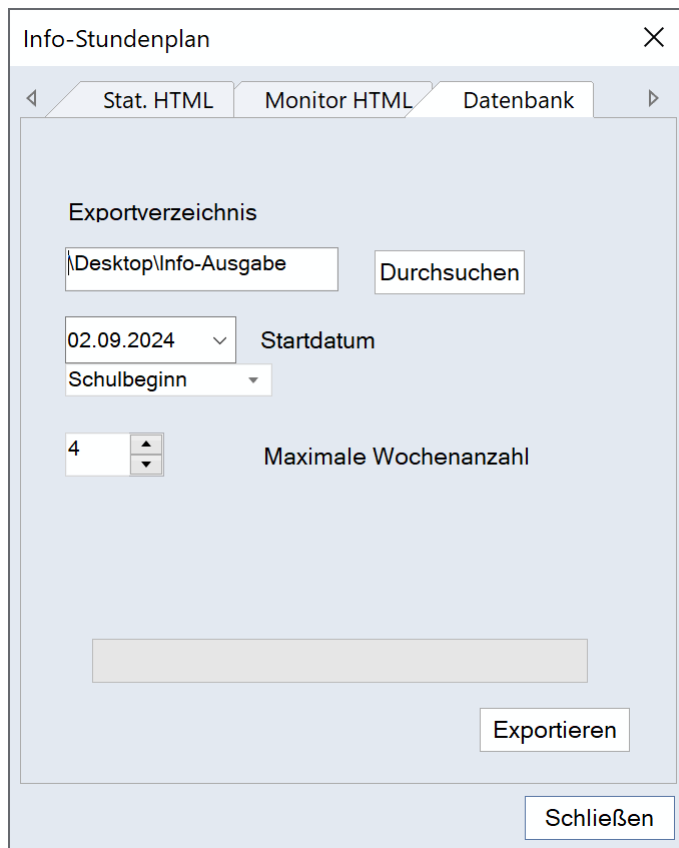 Info-Stundenplan
Stat. HTML Monitor HTML Datenbank
Exportverzeichnis
\Desktop\Info-Ausgabe Durchsuchen
02.09.2024 Startdatum
Schulbeginn
4 Maximale Wochenanzahl
Exportieren
Schließen